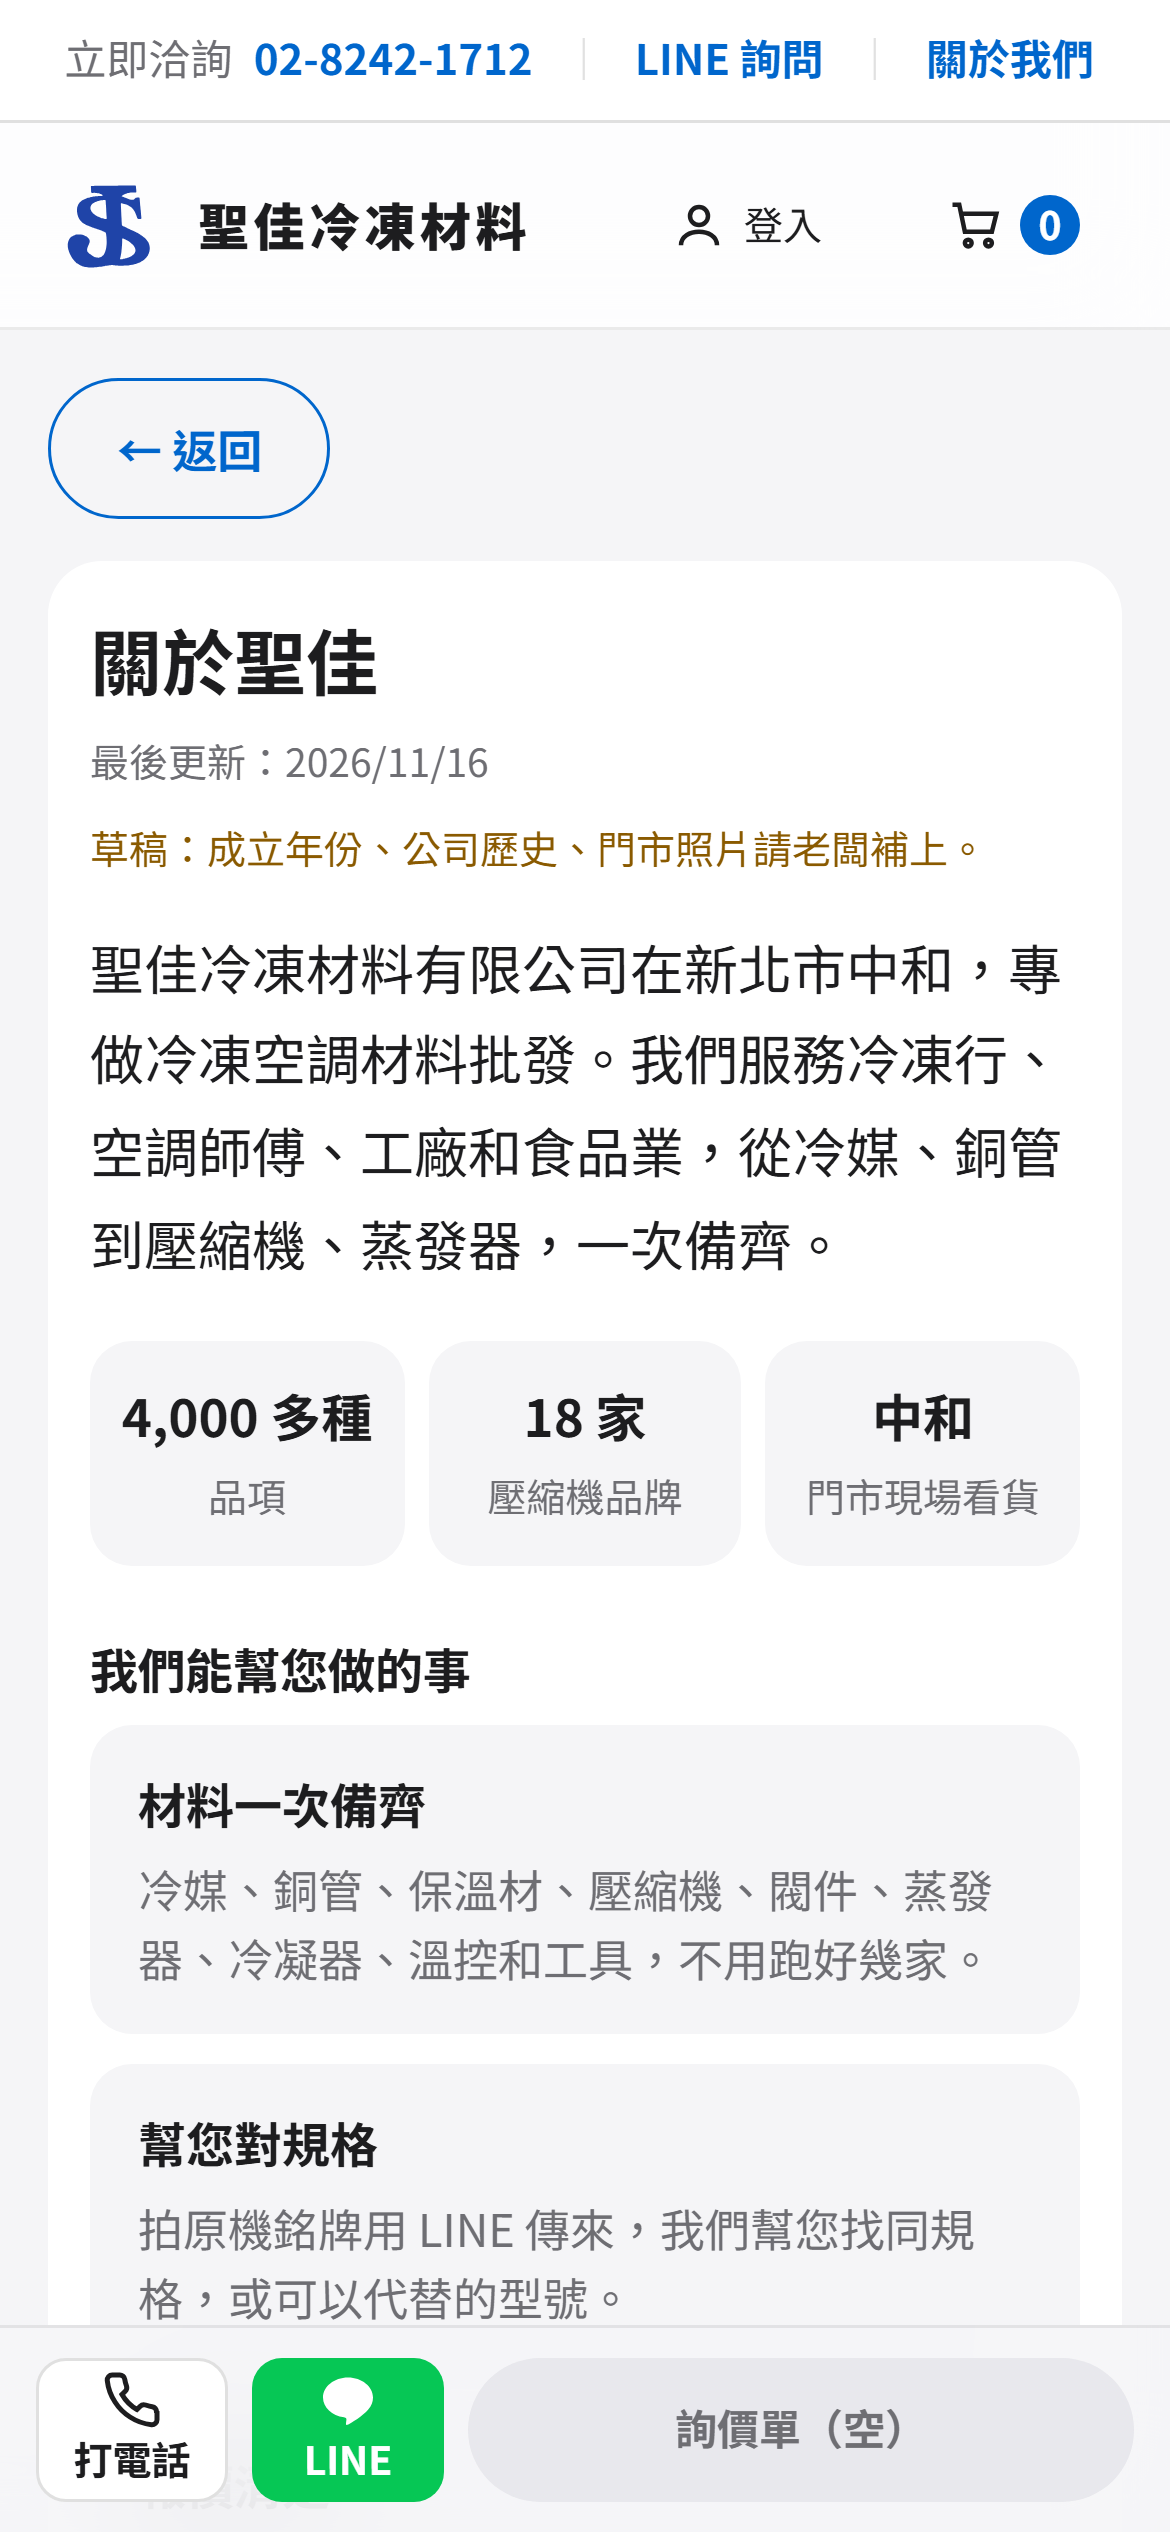 立即洽詢 02-8242-1712 LINE 詢問 關於我們
聖佳冷凍材料 登入 0
← 返回
關於聖佳
最後更新：2026/11/16
草稿：成立年份、公司歷史、門市照片請老闆補上。
聖佳冷凍材料有限公司在新北市中和，專
做冷凍空調材料批發。我們服務冷凍行、
空調師傅、工廠和食品業，從冷媒、銅管
到壓縮機、蒸發器，一次備齊。
4,000 多種
品項
18 家
壓縮機品牌
中和
門市現場看貨
我們能幫您做的事
材料一次備齊
冷媒、銅管、保溫材、壓縮機、閥件、蒸發
器、冷凝器、溫控和工具，不用跑好幾家。
幫您對規格
拍原機銘牌用 LINE 傳來，我們幫您找同規
格，或可以代替的型號。
打電話
LINE
詢價單（空）